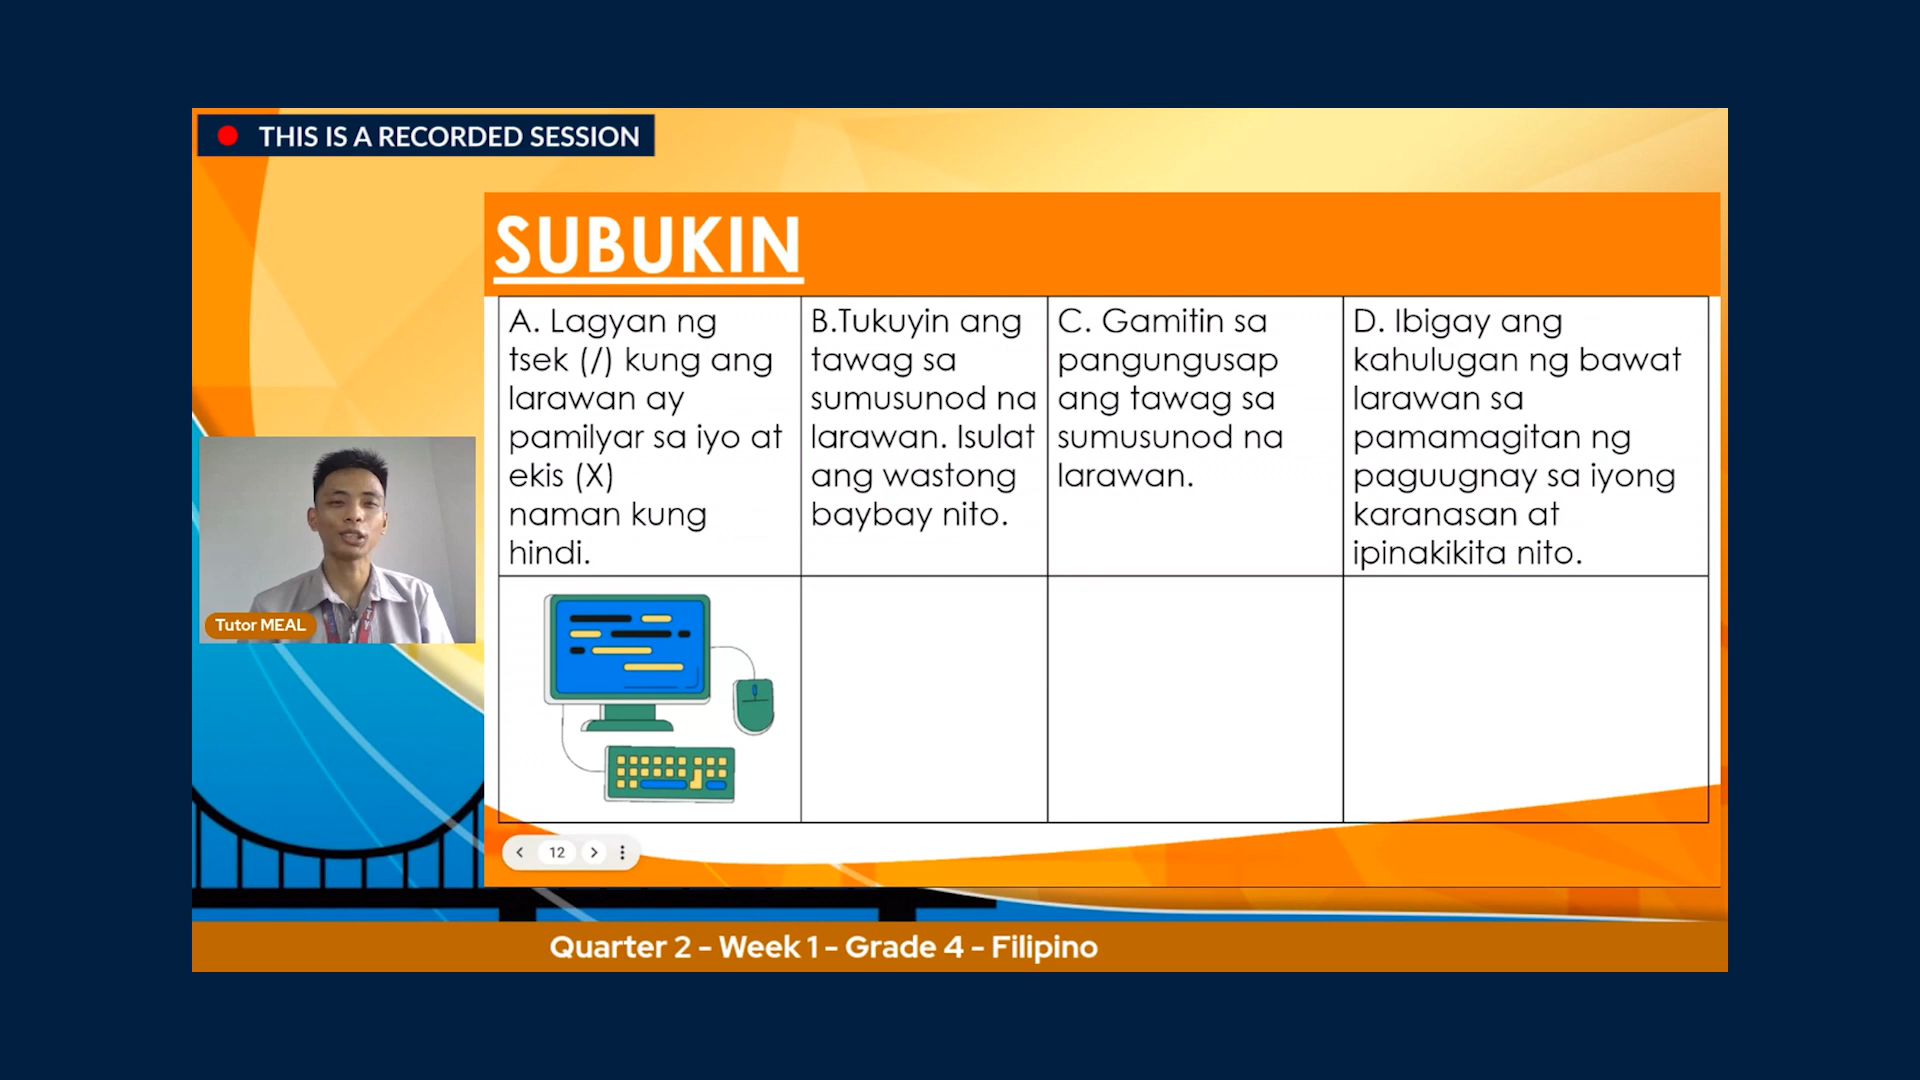 THIS IS A RECORDED SESSION
SUBUKIN
A. Lagyan ng
tsek (/) kung ang
larawan ay
pamilyar sa iyo at
ekis (X)
naman kung
hindi.
B.Tukuyin ang
tawag sa
sumusunod na
larawan. Isulat
ang wastong
baybay nito.
C. Gamitin sa
pangungusap
ang tawag sa
sumusunod na
larawan.
D. Ibigay ang
kahulugan ng bawat
larawan sa
pamamagitan ng
paguugnay sa iyong
karanasan at
ipinakikita nito.
Tutor MEAL
12
Quarter 2 - Week 1 - Grade 4 - Filipino